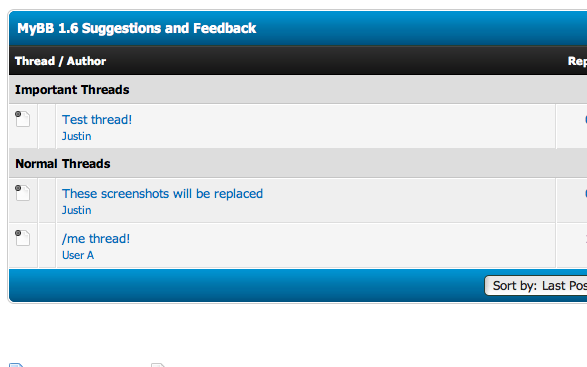 MyBB 1.6 Suggestions and Feedback
Thread / Author
Important Threads
Test thread!
Justin
Normal Threads
These screenshots will be replaced
Justin
/me thread!
User A
Sort by: Last Pos